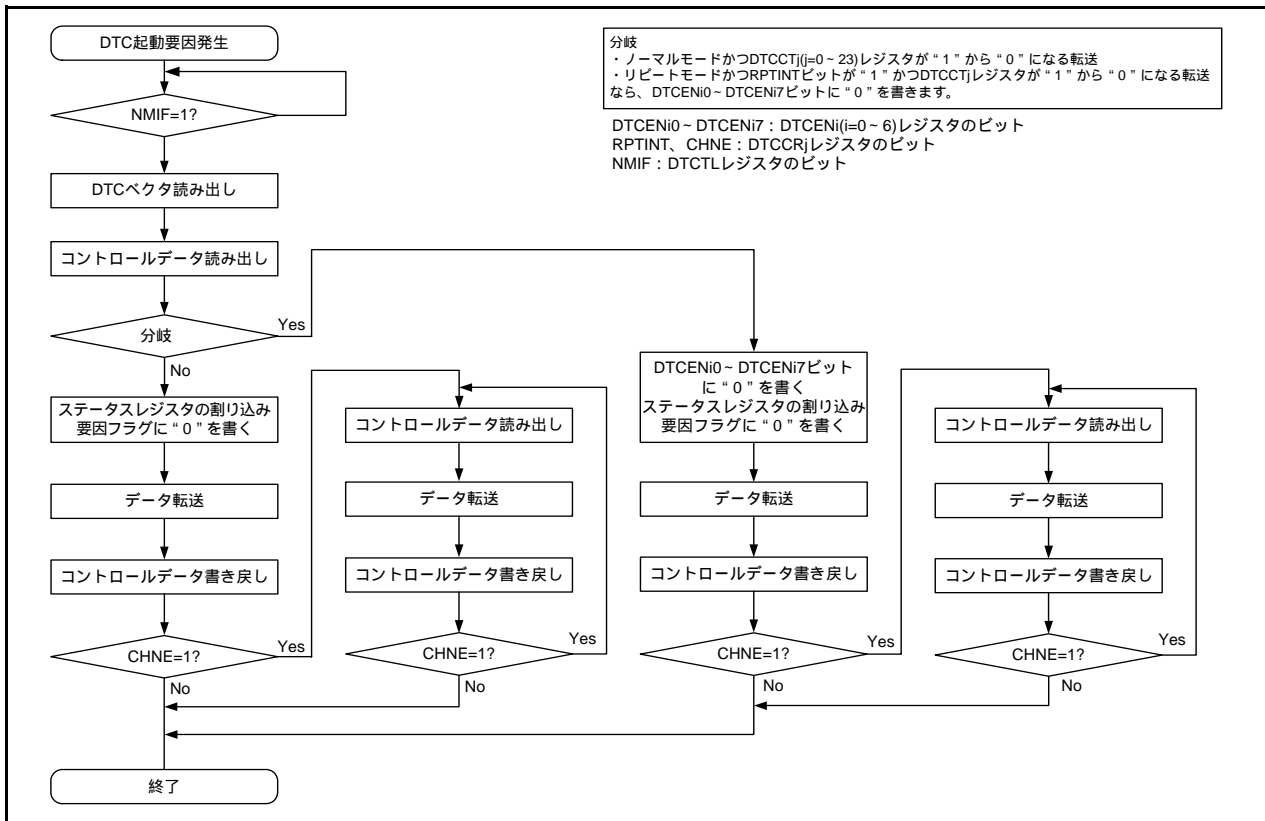 DTC起動要因発生
NMIF=1?
DTCベクタ読み出し
コントロールデータ読み出し
分岐
Yes
No
ステータスレジスタの割り込み
要因フラグに“0”を書く
データ転送
コントロールデータ書き戻し
CHNE=1?
Yes
No
終了
コントロールデータ読み出し
データ転送
コントロールデータ書き戻し
CHNE=1?
Yes
No
分岐
・ノーマルモードかつDTCCTj(j=0~23)レジスタが“1”から“0”になる転送
・リピートモードかつRPTINTビットが“1”かつDTCCTjレジスタが“1”から“0”になる転送
なら、DTCENi0~DTCENi7ビットに“0”を書きます。
DTCENi0~DTCENi7:DTCENi(i=0~6)レジスタのビット
RPTINT、CHNE:DTCCRjレジスタのビット
NMIF:DTCTLレジスタのビット
DTCENi0~DTCENi7ビット
に“0”を書く
ステータスレジスタの割り込み
要因フラグに“0”を書く
データ転送
コントロールデータ書き戻し
CHNE=1?
Yes
No
コントロールデータ読み出し
データ転送
コントロールデータ書き戻し
CHNE=1?
Yes
No